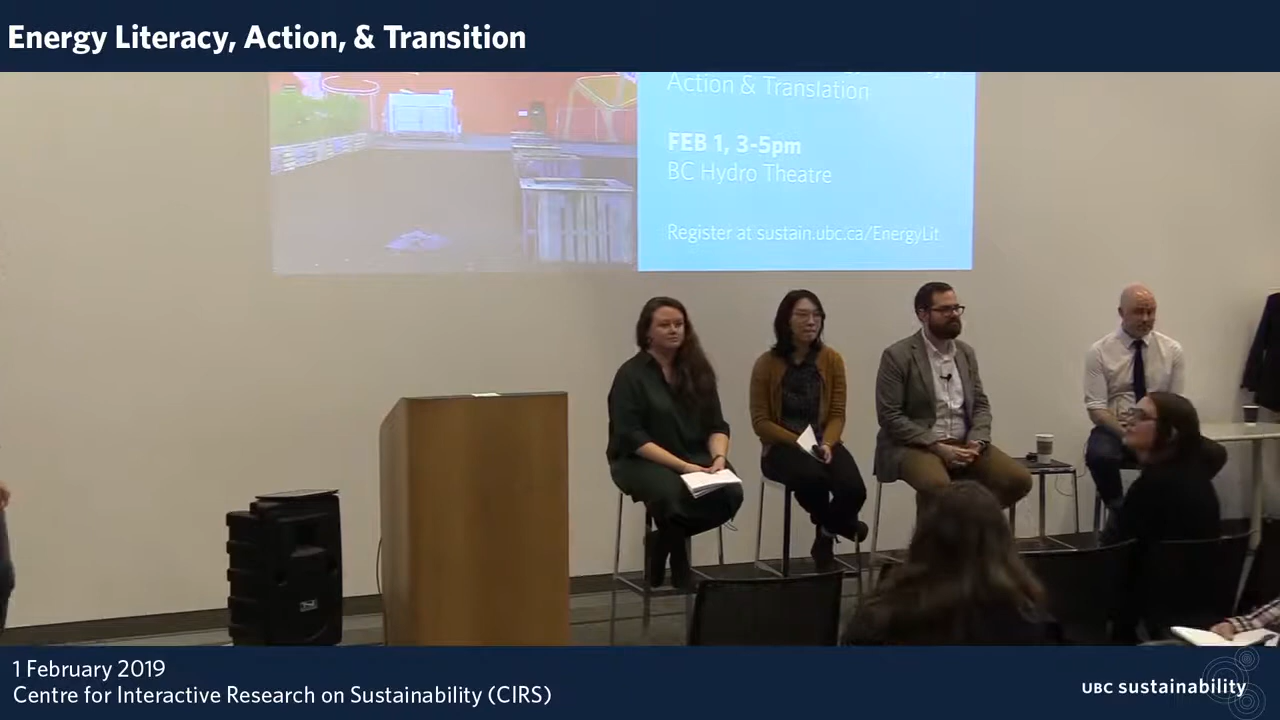 Energy Literacy, Action, & Transition
Action & Translation
FEB 1, 3-5pm
BC Hydro Theatre
Register at sustain.ubc.ca/EnergyLit
1 February 2019
Centre for Interactive Research on Sustainability (CIRS)
UBC sustainability